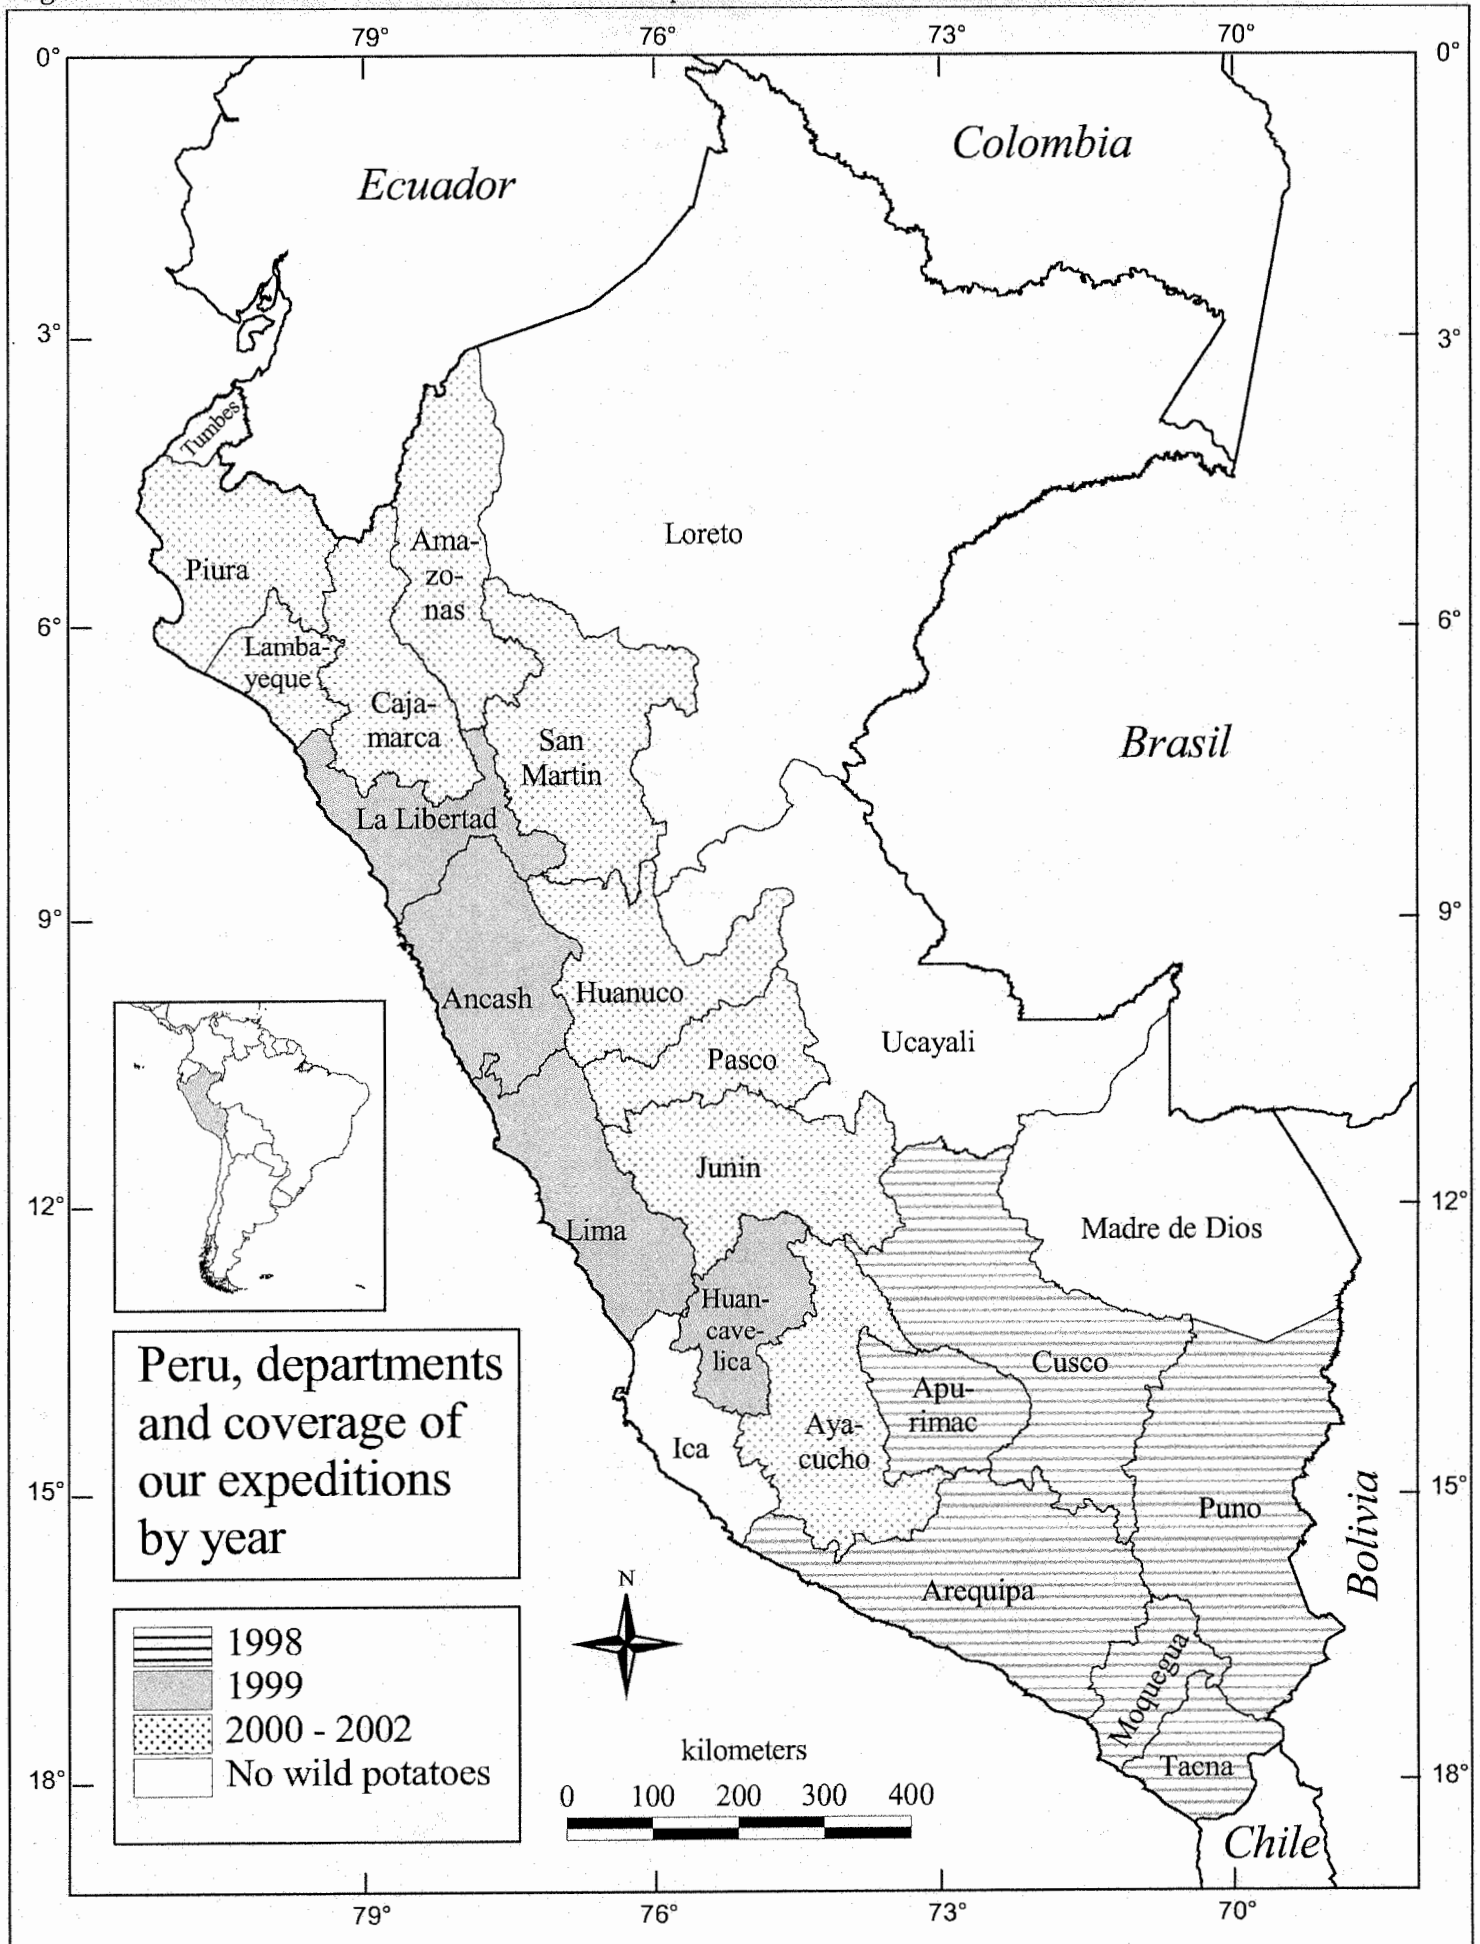 79° 76° 73° 70°
0° 0°
Colombia
Ecuador
3° 3°
Tumbes
Loreto
Ama-
zo-
nas
Piura
6° 6°
Lamba-
yeque
Caja-
marca
San
Martin
Brasil
La Libertad
9° 9°
Ancash
Huanuco
Ucayali
Pasco
Junin
12° 12°
Lima
Madre de Dios
Huan-
cave-
lica
Cusco
Apu-
rimac
Aya-
cucho
Ica
15° 15°
Puno
Bolivia
Arequipa
Moquegua
Tacna
18° 18°
Chile
Peru, departments
and coverage of
our expeditions
by year
N
1998
1999
2000 - 2002
No wild potatoes
kilometers
0 100 200 300 400
79° 76° 73° 70°